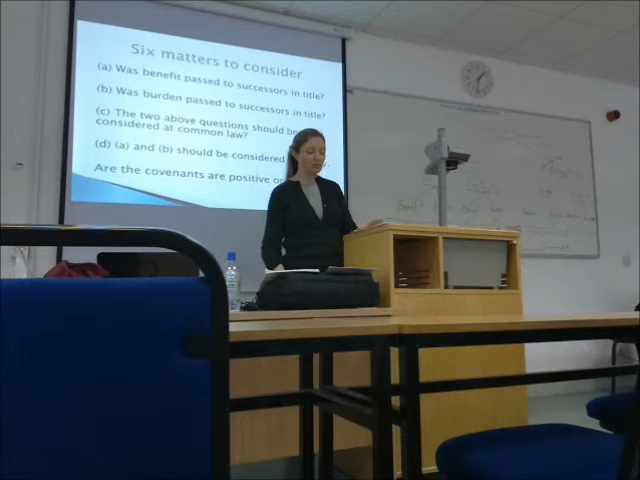 Six matters to consider
(a) Was benefit passed to successors in title?
(b) Was burden passed to successors in title?
(c) The two above questions should be
considered at common law?
(d) (a) and (b) should be considered
Are the covenants positive or